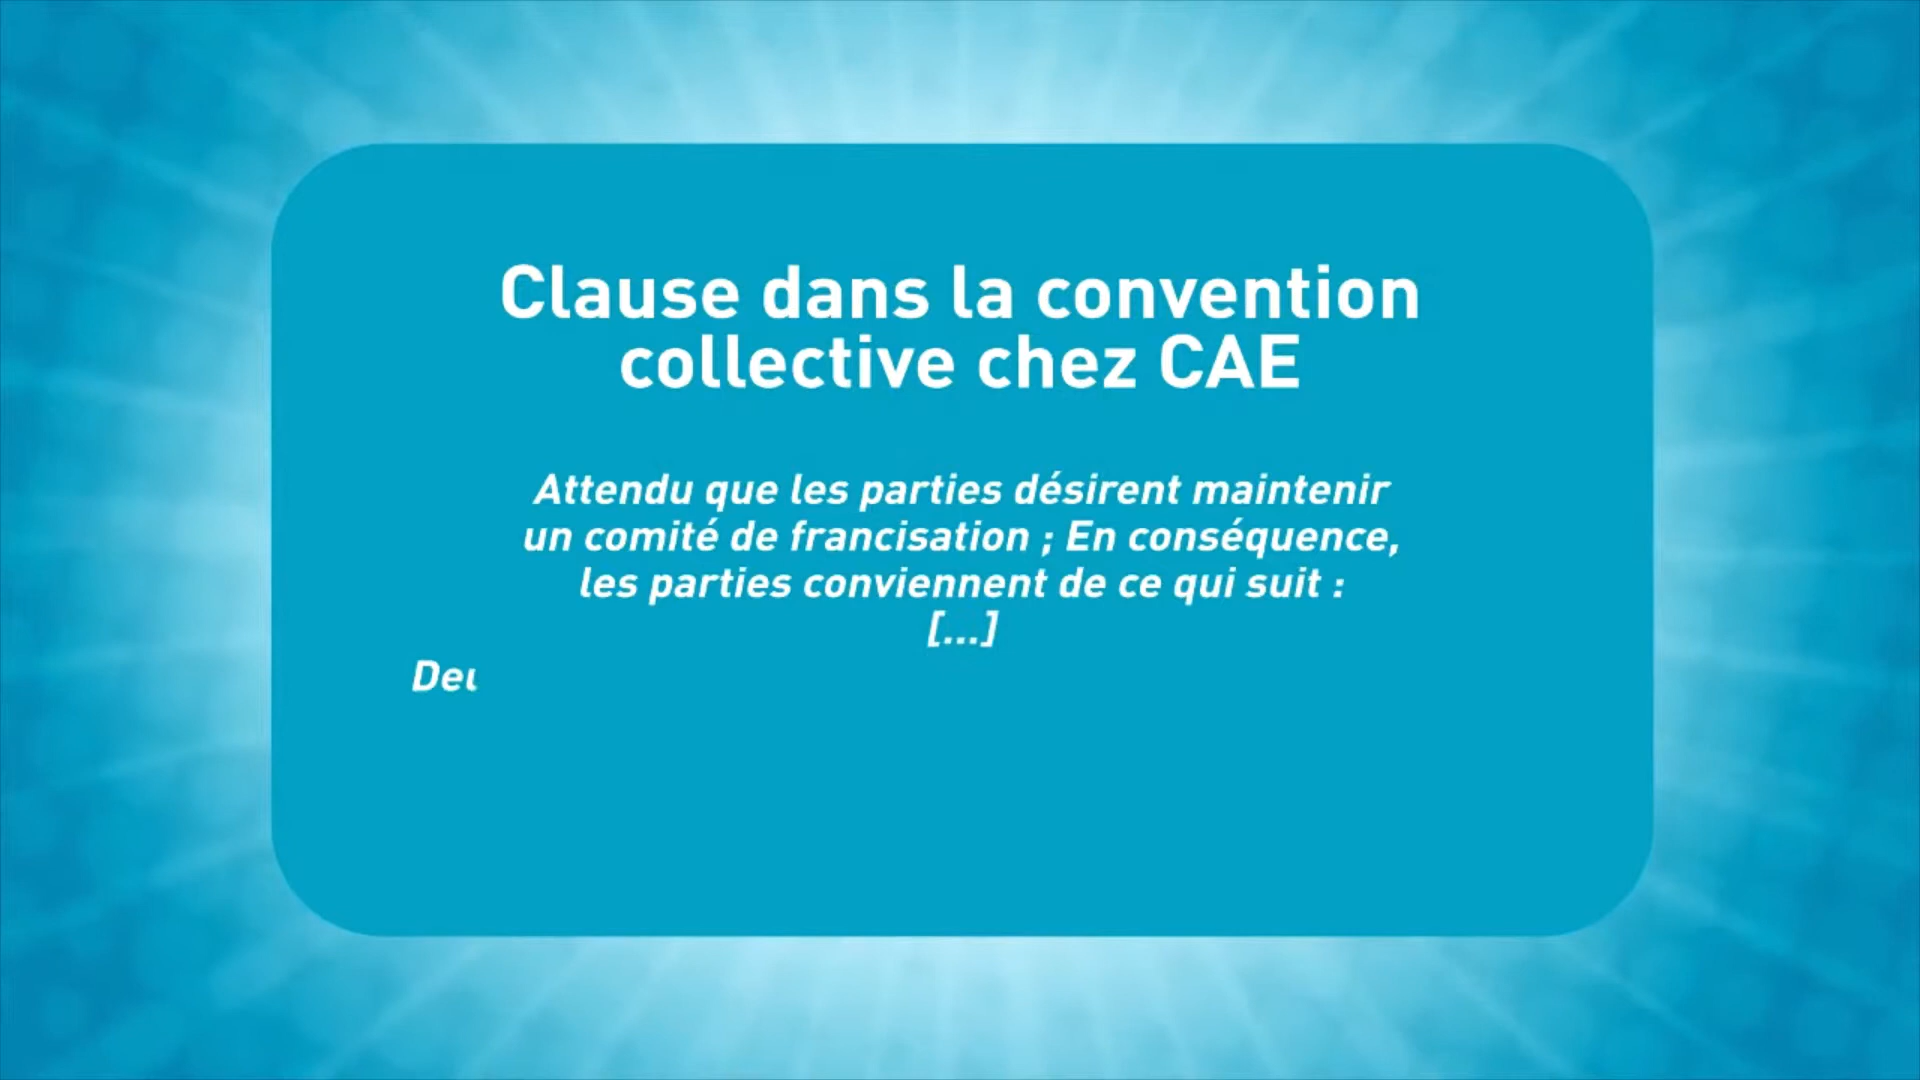 Clause dans la convention
collective chez CAE
Attendu que les parties désirent maintenir
un comité de francisation ; En conséquence,
les parties conviennent de ce qui suit :
[...]